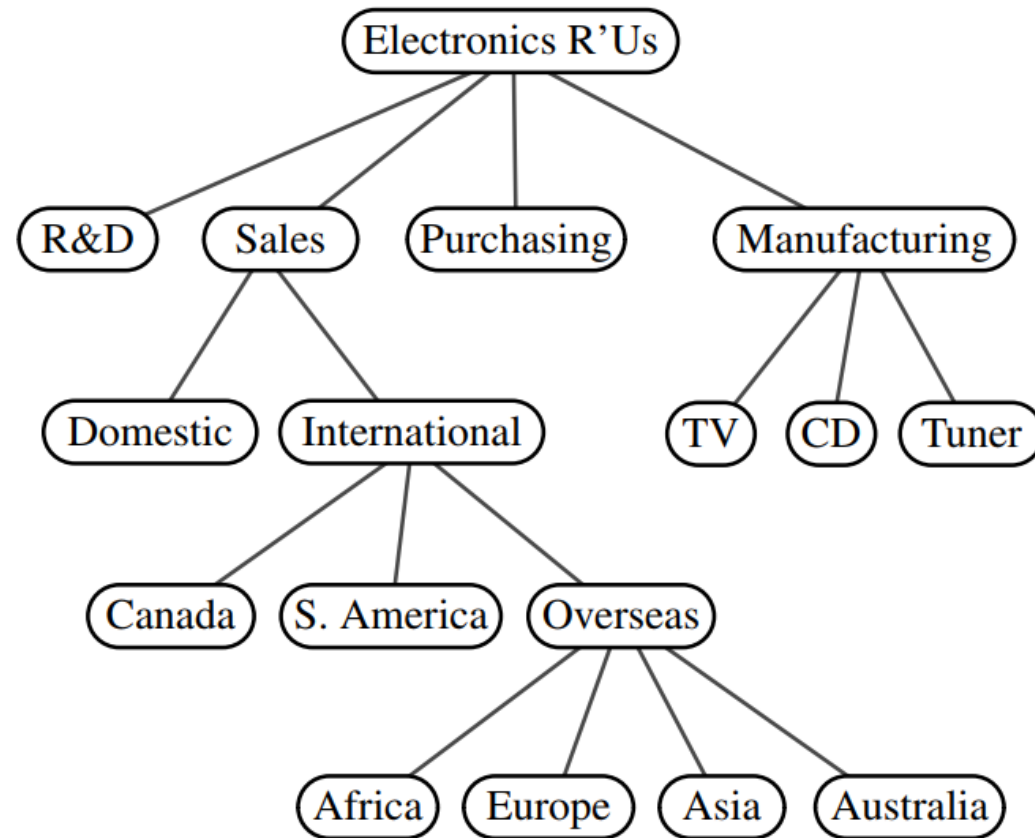 Electronics R'Us
R&D Sales Purchasing Manufacturing
Domestic International TV CD Tuner
Canada S. America Overseas
Africa Europe Asia Australia